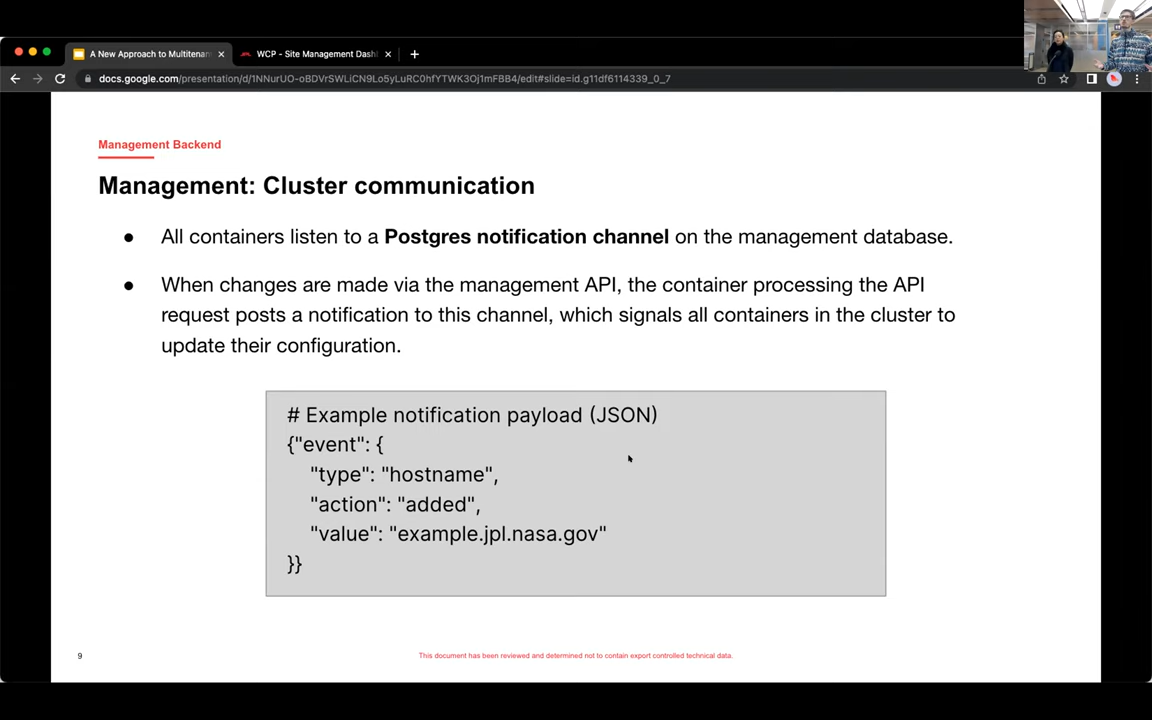 A New Approach to Multitenan
WCP - Site Management Dash
docs.google.com/presentation/d/1NNurUO-oBDVrSWLiCN9Lo5yLuRC0hfYTWK3Oj1mFBB4/edit#slide=id.g11df6114339_0_7
Management Backend
Management: Cluster communication
● All containers listen to a Postgres notification channel on the management database.
● When changes are made via the management API, the container processing the API
request posts a notification to this channel, which signals all containers in the cluster to
update their configuration.
# Example notification payload (JSON)
{"event": {
"type": "hostname",
"action": "added",
"value": "example.jpl.nasa.gov"
}}
9
This document has been reviewed and determined not to contain export controlled technical data.